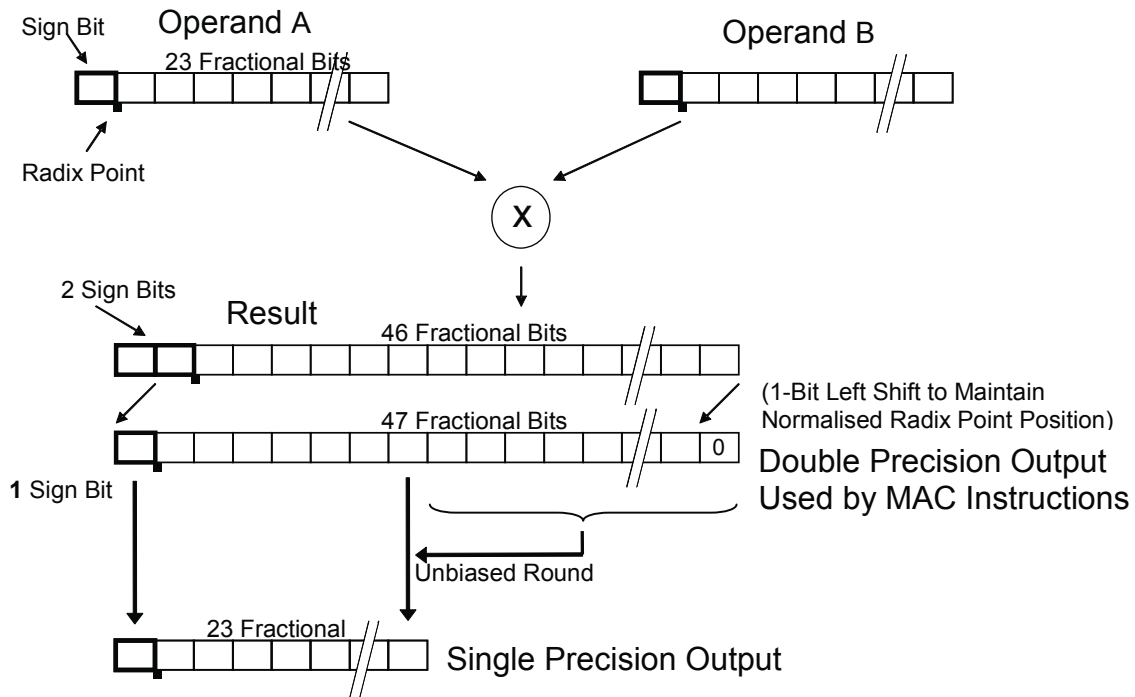 Sign Bit
Operand A
23 Fractional Bits
Operand B
Radix Point
X
2 Sign Bits
Result
46 Fractional Bits
(1-Bit Left Shift to Maintain
Normalised Radix Point Position)
47 Fractional Bits
0
Double Precision Output
Used by MAC Instructions
1 Sign Bit
Unbiased Round
23 Fractional
Single Precision Output